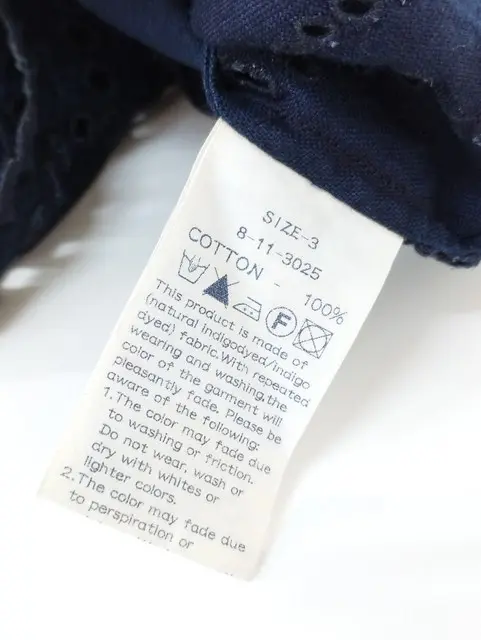 SIZE-3
8-11-3025
COTTON - 100%
F
This product is made of
(natural indigodyed/indigo
dyed) fabric.With repeated
wearing and washing,the
color of the garment will
pleasantly fade. Please be
aware of the following:
1.The color may fade due
to washing or friction.
Do not wear, wash or
dry with whites or
lighter colors.
2.The color may fade due
to perspiration or